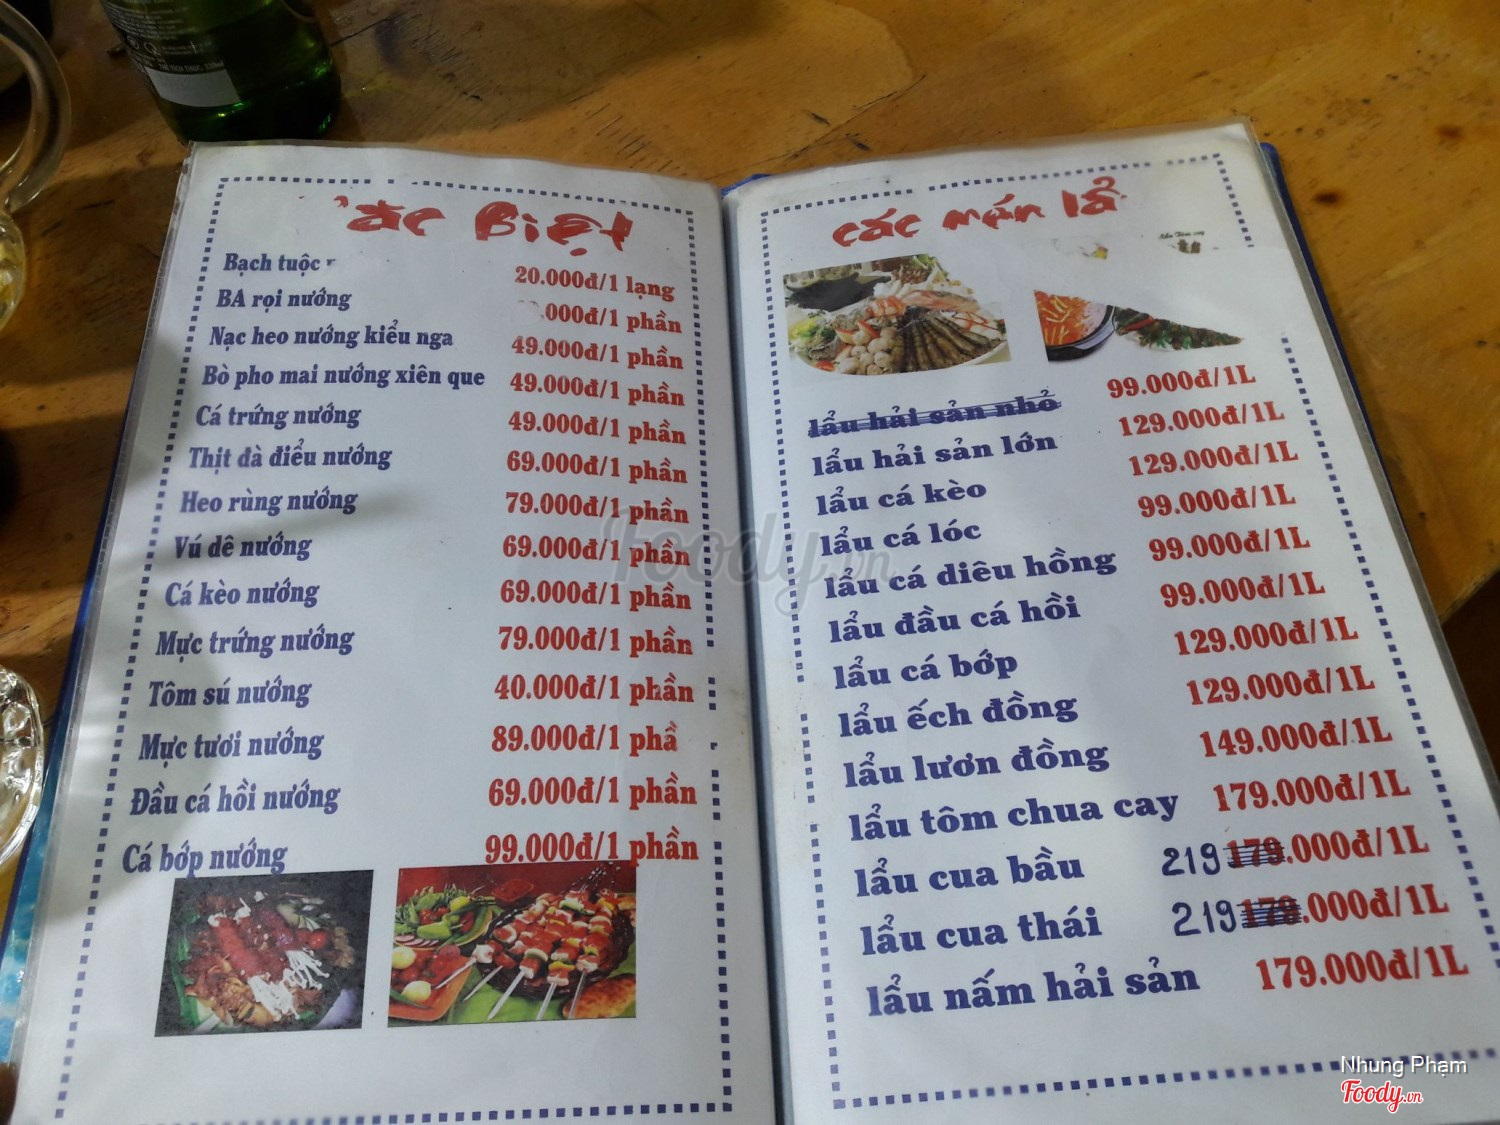 THỂ TÍCH THỰC: 330ml
Đặc Biệt
Bạch tuộc
20.000đ/1 lạng
BA rọi nướng
.000đ/1 phần
Nạc heo nướng kiểu nga
49.000đ/1 phần
Bò pho mai nướng xiên que
49.000đ/1 phần
Cá trứng nướng
49.000đ/1 phần
Thịt đà điểu nướng
69.000đ/1 phần
Heo rùng nướng
79.000đ/1 phần
Vú dê nướng
69.000đ/1 phần
Cá kèo nướng
69.000đ/1 phần
Mực trứng nướng
79.000đ/1 phần
Tôm sú nướng
40.000đ/1 phần
Mực tươi nướng
89.000đ/1 phầ
Đầu cá hồi nướng
69.000đ/1 phần
Cá bớp nướng
99.000đ/1 phần
các món lẩ
lẩu hải sản nhỏ
99.000đ/1L
lẩu hải sản lớn
129.000đ/1L
lẩu cá kèo
129.000đ/1L
lẩu cá lóc
99.000đ/1L
lẩu cá diêu hồng
99.000đ/1L
lẩu đầu cá hồi
99.000đ/1L
lẩu cá bớp
129.000đ/1L
lẩu ếch đồng
129.000đ/1L
lẩu lươn đồng
149.000đ/1L
lẩu tôm chua cay
179.000đ/1L
lẩu cua bầu
219 179.000đ/1L
lẩu cua thái
219 179.000đ/1L
lẩu nấm hải sản
179.000đ/1L
Foody.vn
Nhung Phạm
Foody.vn